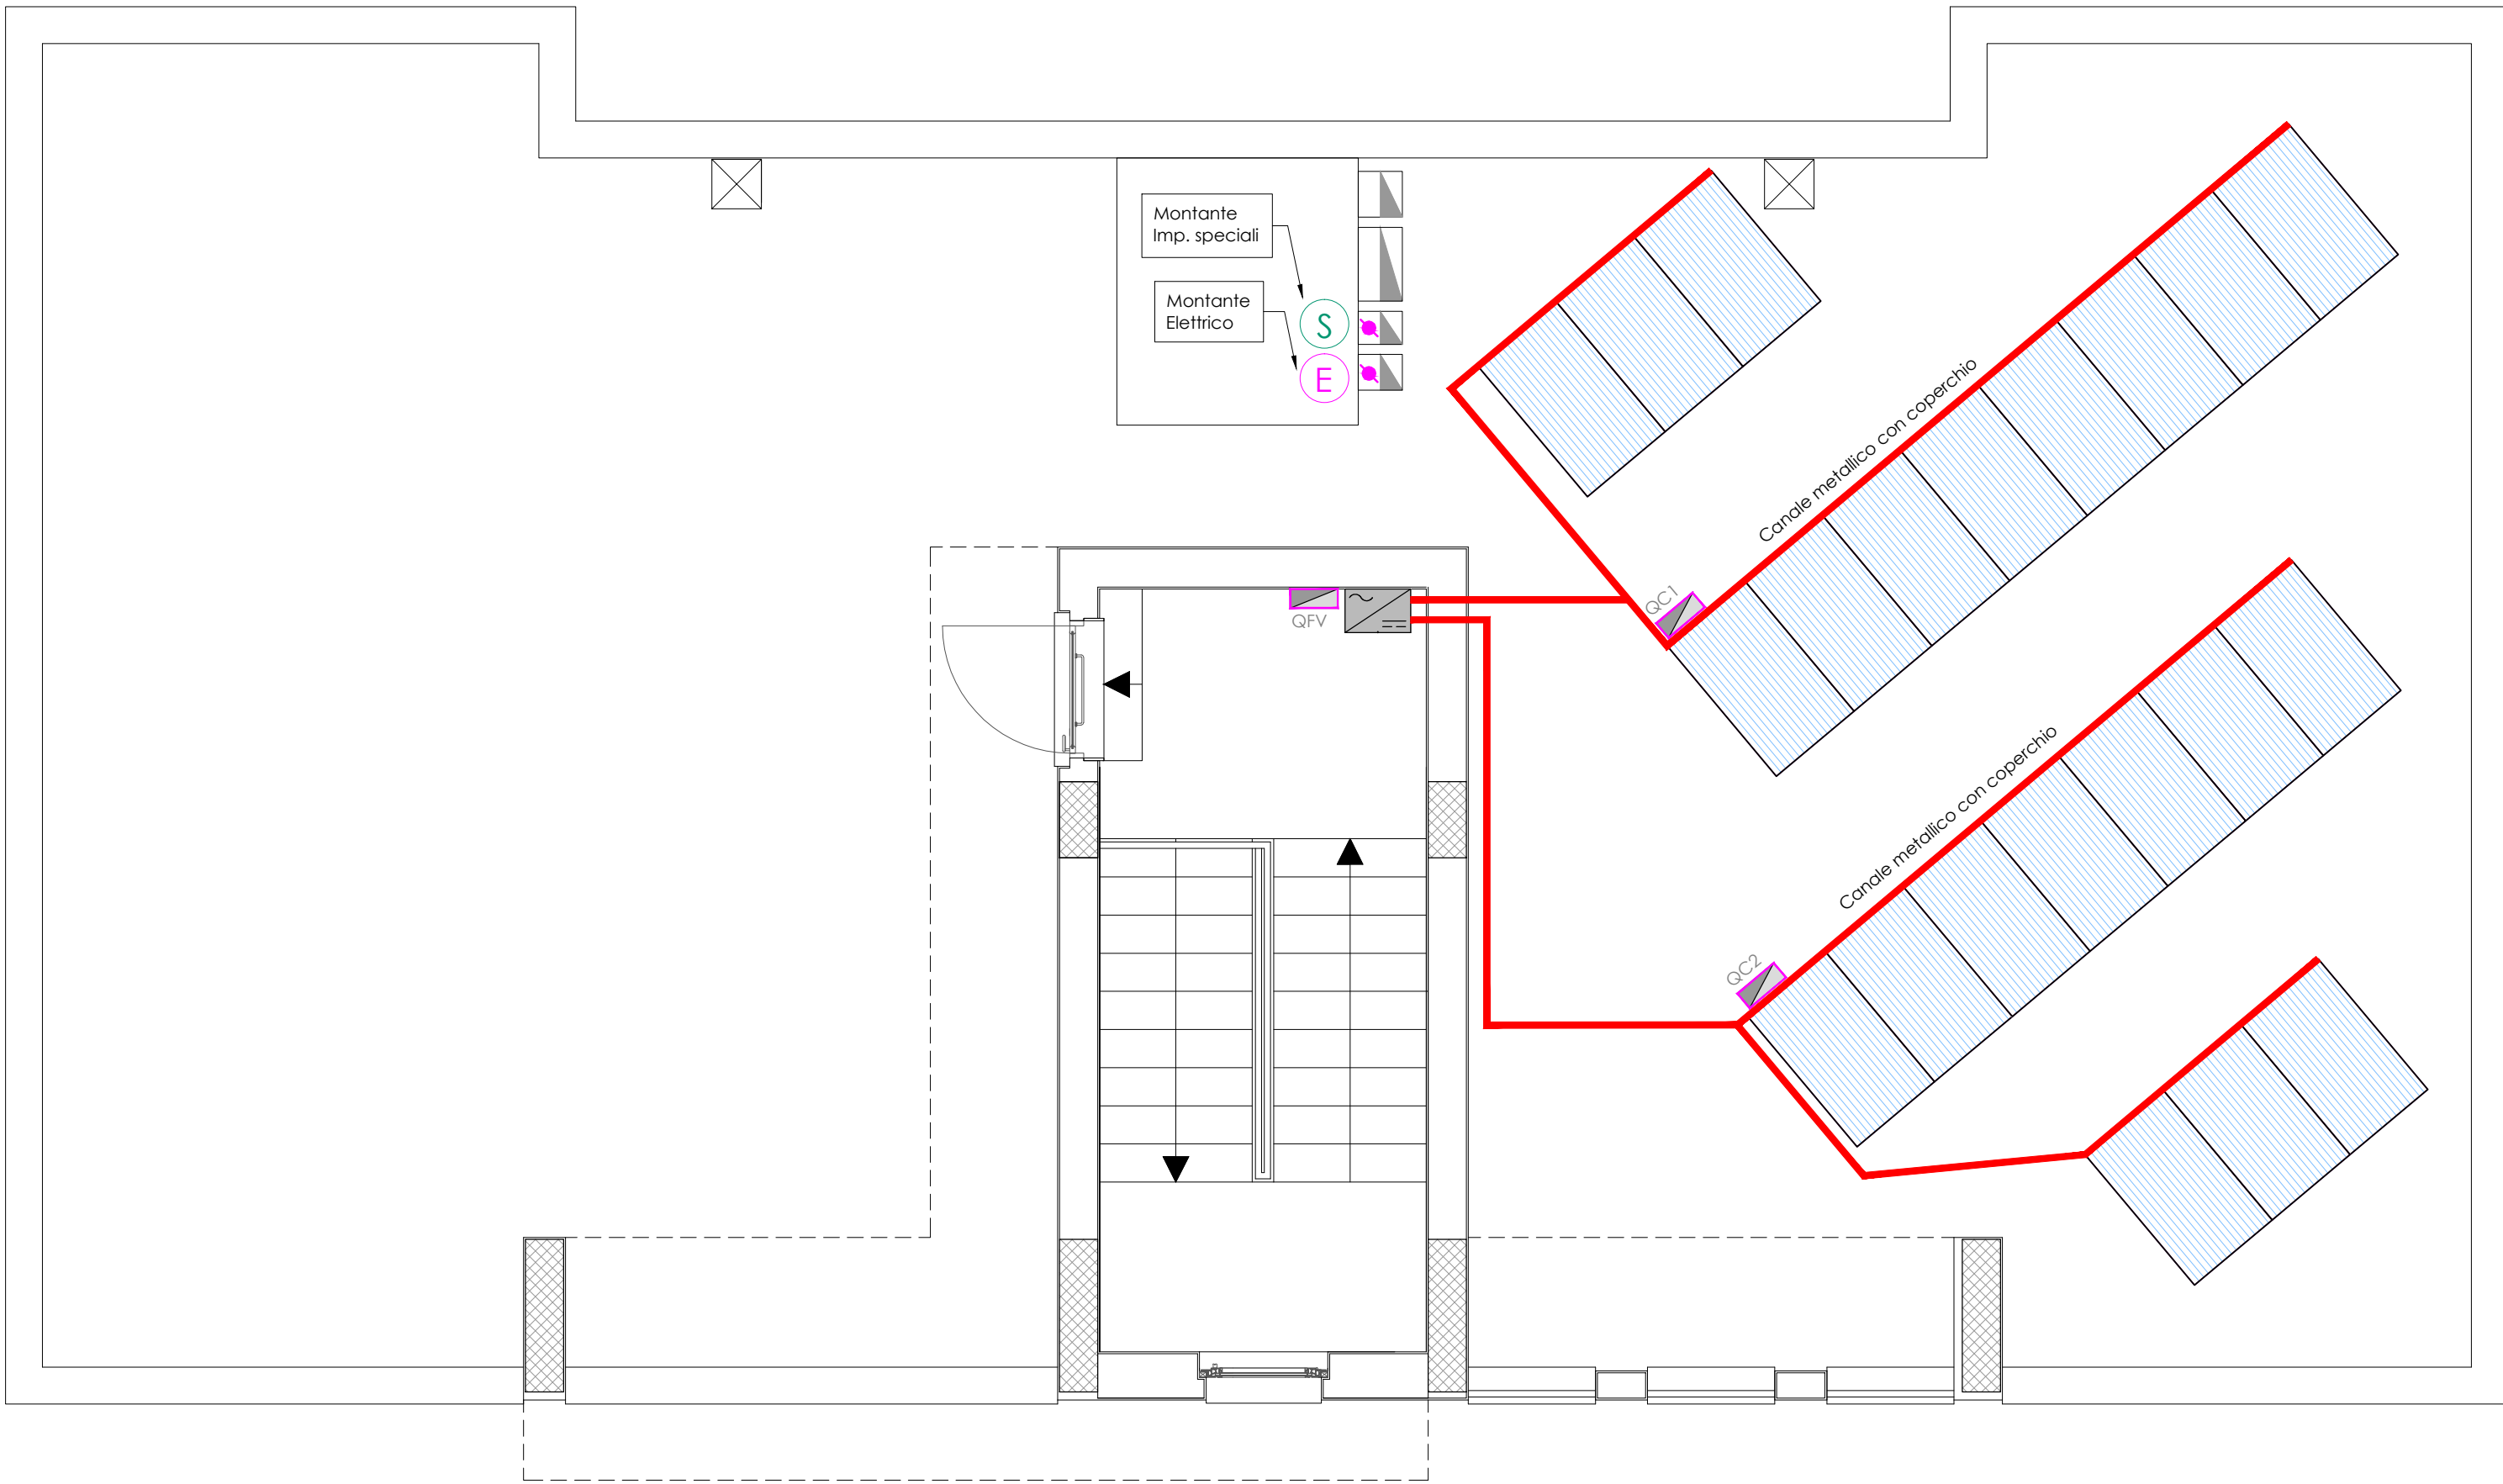 Montante
Imp. speciali
Montante
Elettrico
S
E
Canale metallico con coperchio
QC1
QFV
Canale metallico con coperchio
QC2